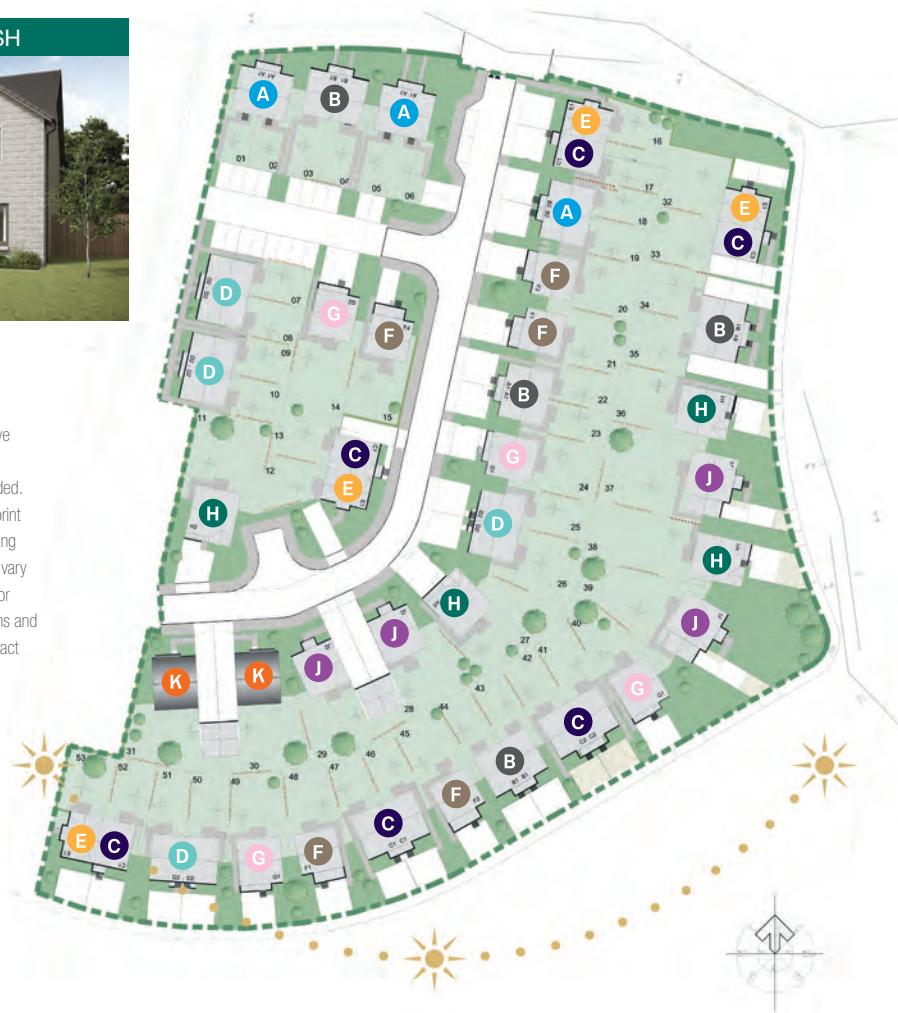 SH
ve
ded.
print
ing
vary
or
ns and
act
A
B
A
E
C
A
F
F
B
G
D
H
E
C
B
H
J
H
J
G
C
B
F
C
F
G
D
C
E
D
D
G
F
C
E
H
K
K
J
J
01
02
03
04
05
06
07
08
09
10
11
12
13
14
15
16
17
18
19
20
21
22
23
24
25
26
27
28
29
30
31
32
33
34
35
36
37
38
39
40
41
42
43
44
45
46
47
48
49
50
51
52
53